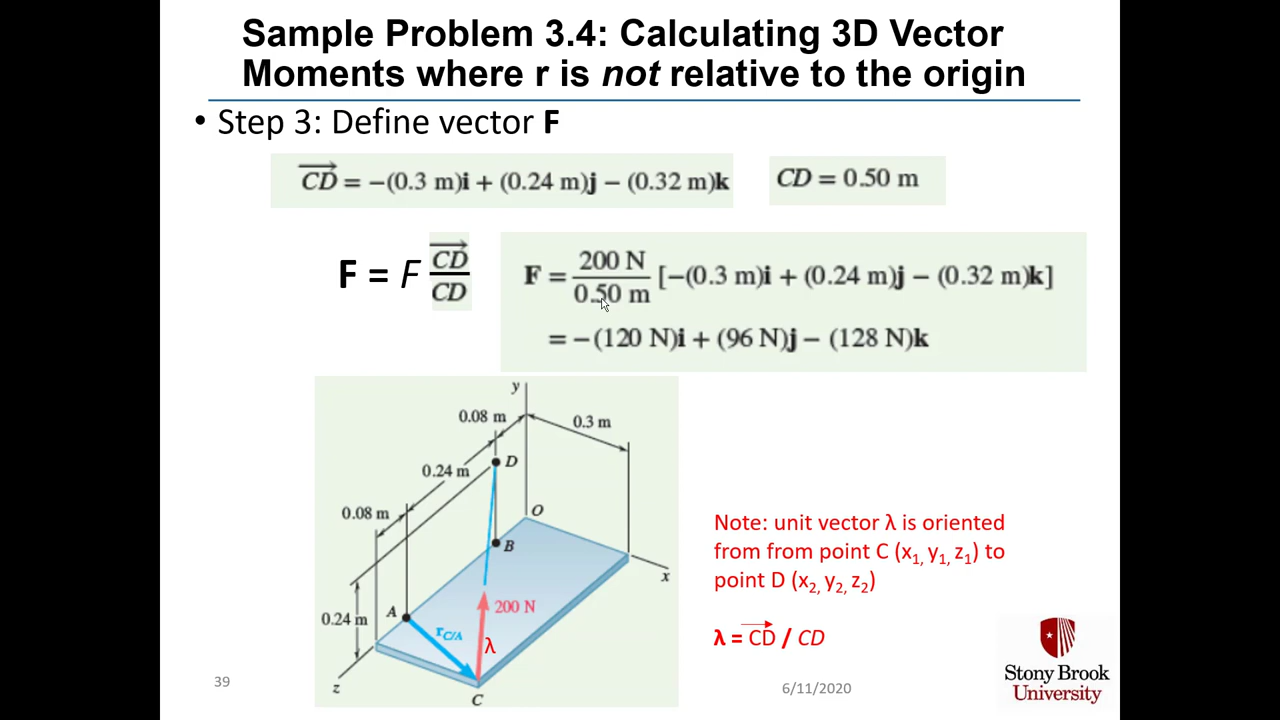 Sample Problem 3.4: Calculating 3D Vector
Moments where r is not relative to the origin
• Step 3: Define vector F
CD = −(0.3 m)i + (0.24 m)j − (0.32 m)k
CD = 0.50 m
F = F CD / CD
F = 200 N / 0.50 m [−(0.3 m)i + (0.24 m)j − (0.32 m)k]
= −(120 N)i + (96 N)j − (128 N)k
y
0.08 m
0.3 m
0.24 m
D
0.08 m
O
B
x
0.24 m
A
200 N
rC/A
λ
z
C
Note: unit vector λ is oriented
from from point C (x1, y1, z1) to
point D (x2, y2, z2)
λ = CD / CD
39
6/11/2020
Stony Brook
University